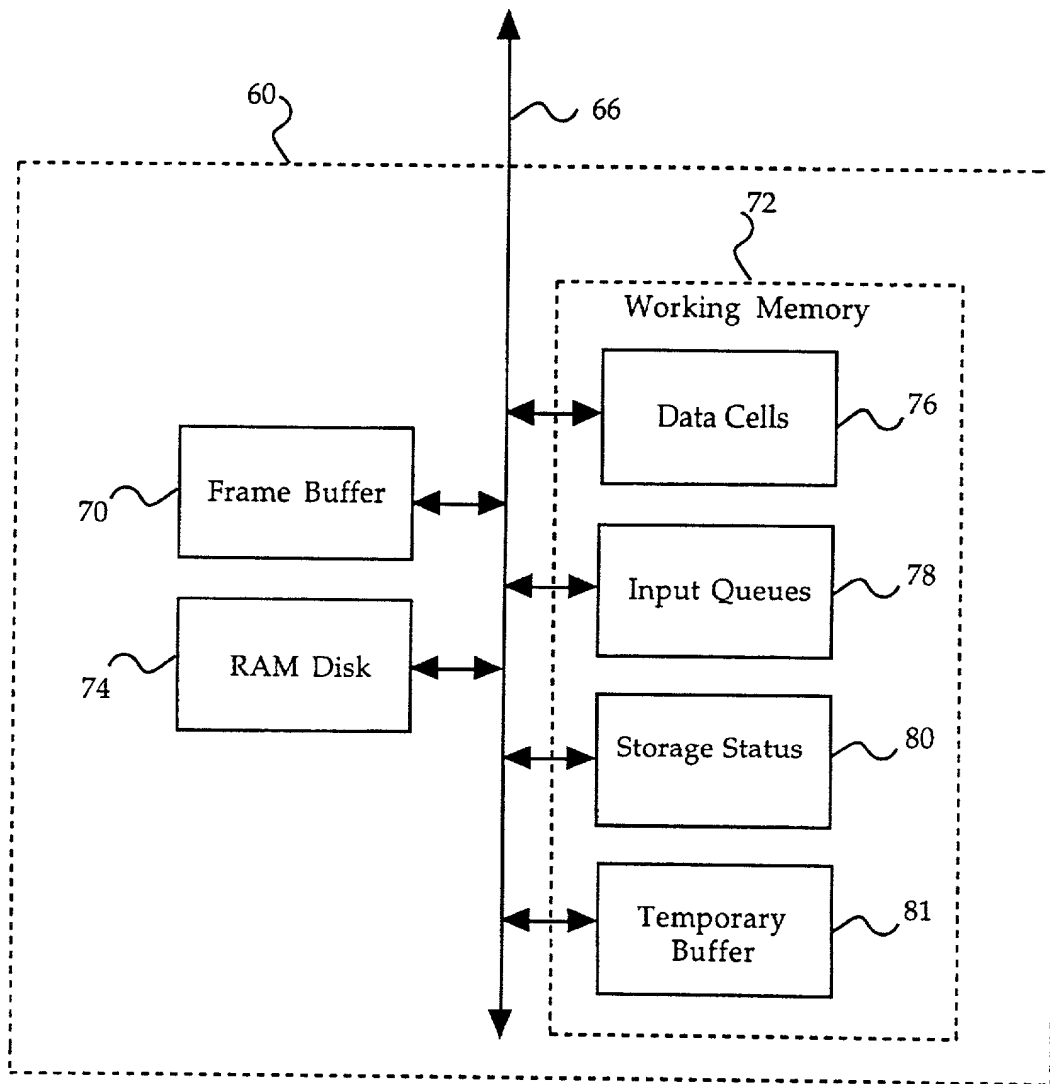 60
66
72
Working Memory
Data Cells
76
Frame Buffer
70
Input Queues
78
RAM Disk
74
Storage Status
80
Temporary
Buffer
81